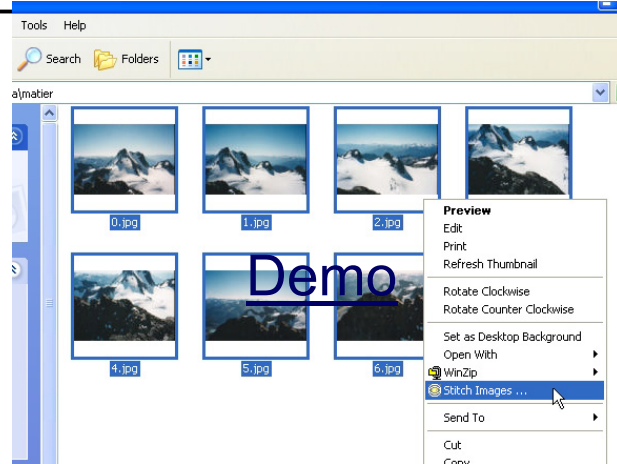 Tools Help
Search Folders
a\matier
0.jpg 1.jpg 2.jpg
Preview
Edit
Print
Refresh Thumbnail
Demo
Rotate Clockwise
Rotate Counter Clockwise
Set as Desktop Background
Open With
WinZip
4.jpg 5.jpg 6.jpg
Stitch Images ...
Send To
Cut
Copy